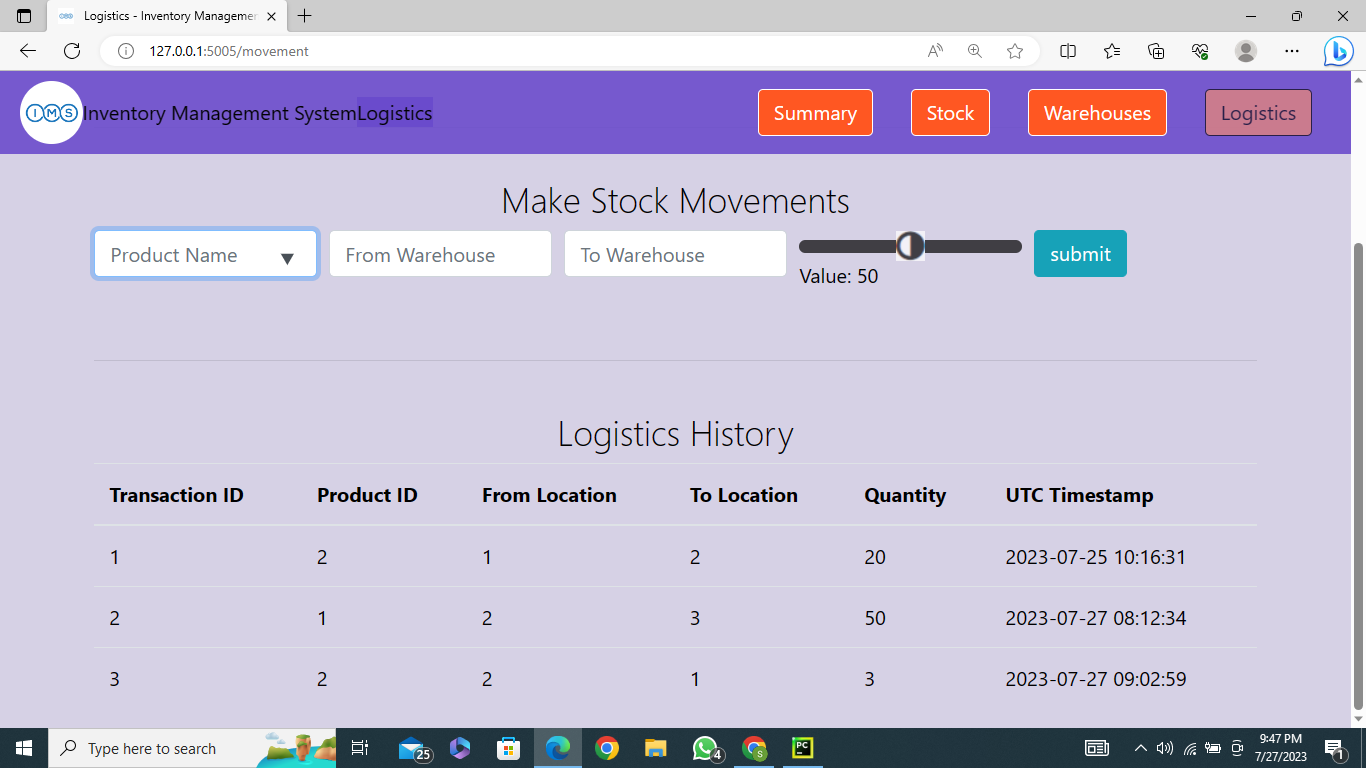 Logistics - Inventory Managemen
127.0.0.1:5005/movement
IMS Inventory Management System Logistics Summary Stock Warehouses Logistics
Make Stock Movements
Product Name From Warehouse To Warehouse submit
Value: 50
Logistics History
Transaction ID Product ID From Location To Location Quantity UTC Timestamp
1 2 1 2 20 2023-07-25 10:16:31
2 1 2 3 50 2023-07-27 08:12:34
3 2 2 1 3 2023-07-27 09:02:59
Type here to search 25 4 S PC 9:47 PM
7/27/2023 1